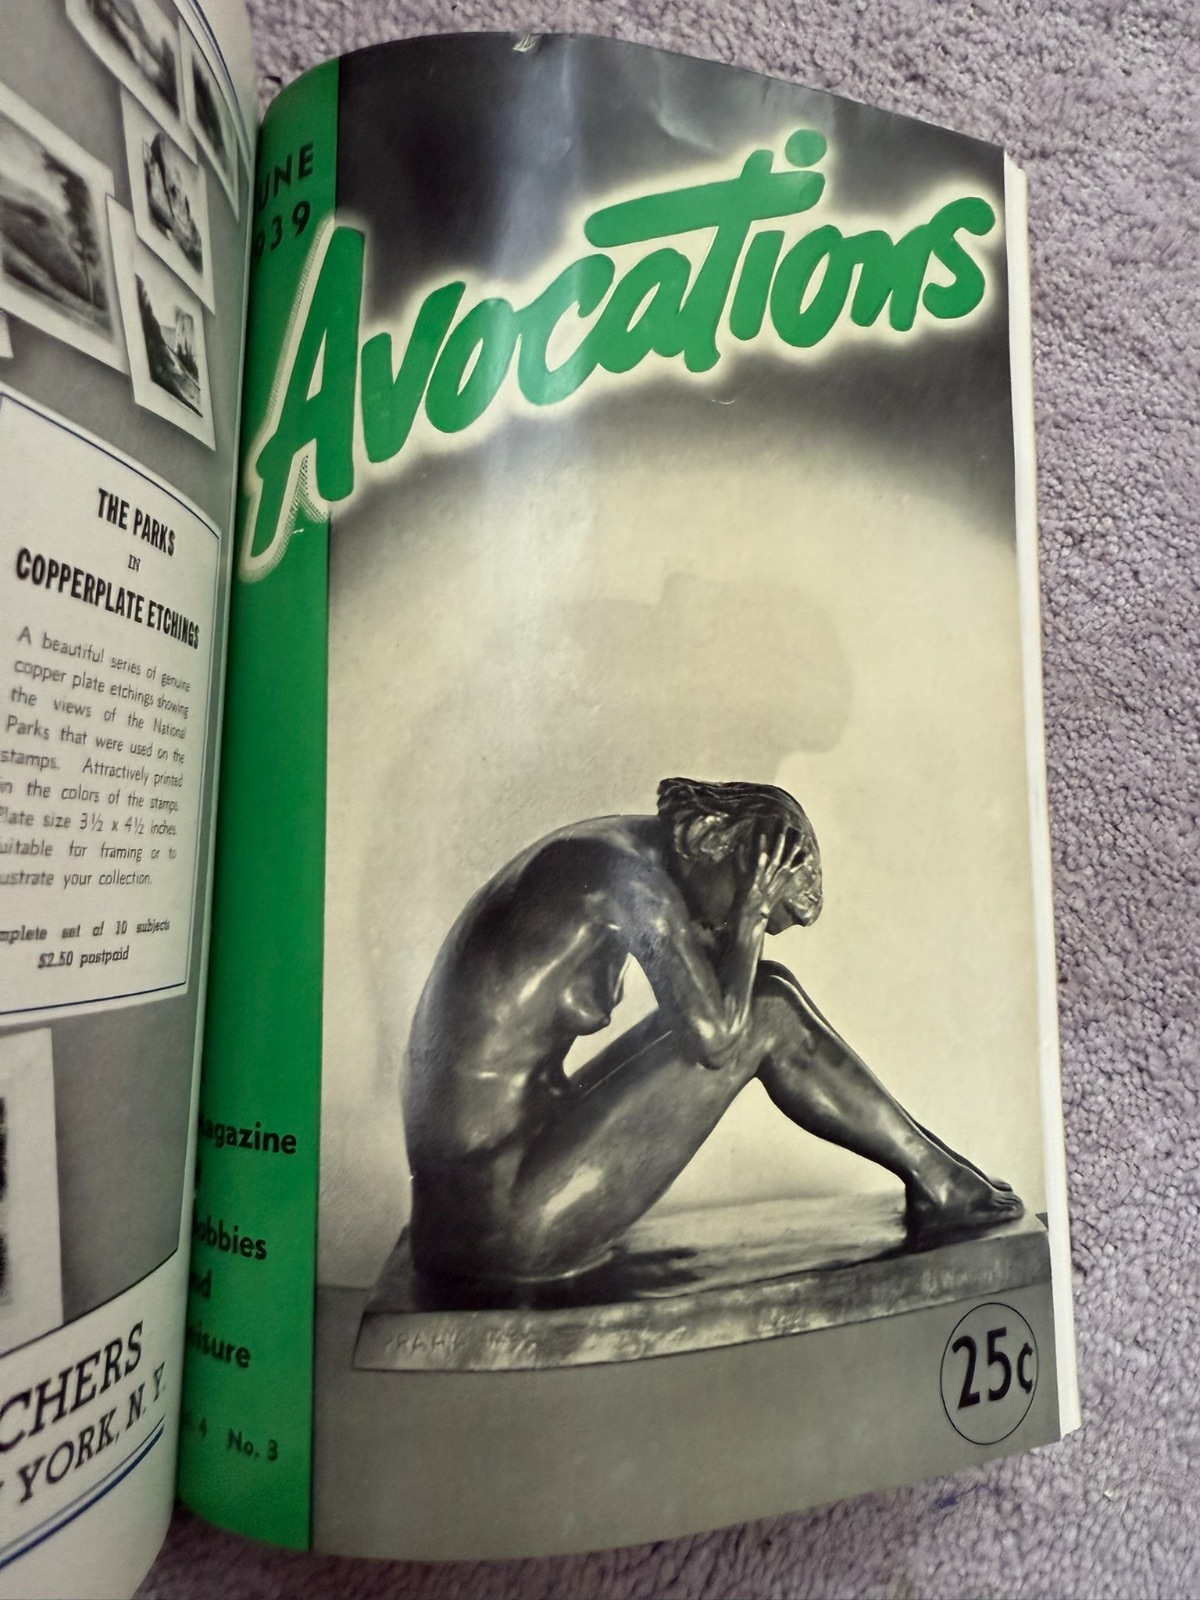 THE PARKS
IN
COPPERPLATE ETCHINGS
A beautiful series of genuine
copper plate etchings showing
the views of the National
Parks that were used on the
stamps. Attractively printed
in the colors of the stamps.
Plate size 3½ x 4½ inches.
uitable for framing or to
ustrate your collection.
mplete set of 10 subjects
$2.50 postpaid
CHERS
YORK, N. Y.
UNE
939
Avocations
agazine
obbies
isure
4 No. 3
25¢